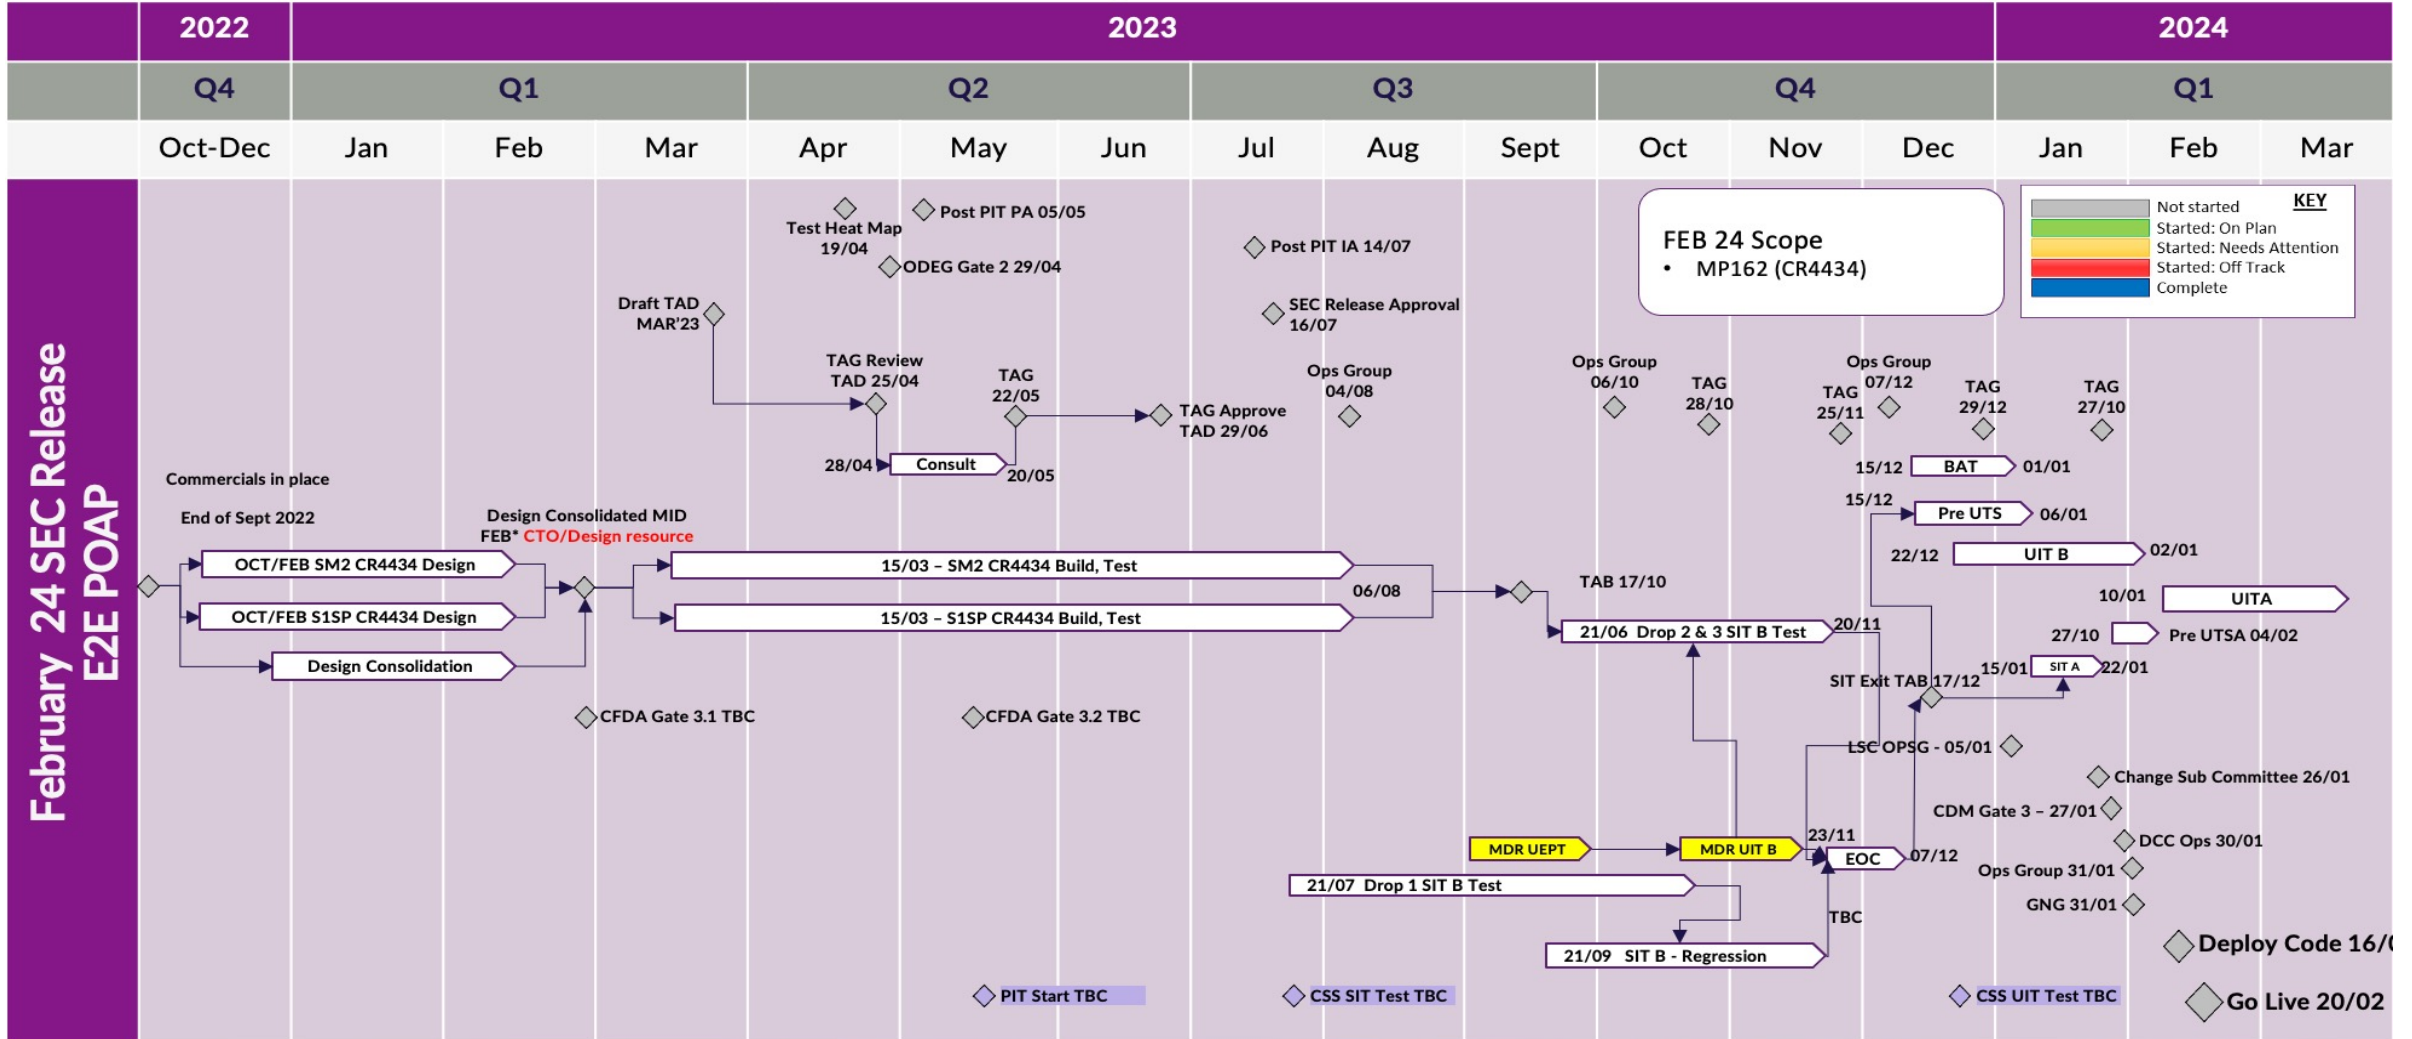 2022
2023
2024
Q4
Q1
Q2
Q3
Q4
Q1
Oct-Dec
Jan
Feb
Mar
Apr
May
Jun
Jul
Aug
Sept
Oct
Nov
Dec
Jan
Feb
Mar
February 24 SEC Release
E2E POAP
Test Heat Map
19/04
Post PIT PA 05/05
ODEG Gate 2 29/04
Post PIT IA 14/07
SEC Release Approval
16/07
FEB 24 Scope
• MP162 (CR4434)
KEY
Not started
Started: On Plan
Started: Needs Attention
Started: Off Track
Complete
Draft TAD
MAR'23
TAG Review
TAD 25/04
TAG
22/05
TAG Approve
TAD 29/06
28/04
Consult
20/05
Ops Group
04/08
Ops Group
06/10
TAG
28/10
TAG
25/11
Ops Group
07/12
TAG
29/12
TAG
27/10
15/12
BAT
01/01
15/12
Pre UTS
06/01
22/12
UIT B
02/01
10/01
UITA
27/10
Pre UTSA 04/02
15/01
SIT A
22/01
Commercials in place
End of Sept 2022
Design Consolidated MID
FEB* CTO/Design resource
OCT/FEB SM2 CR4434 Design
OCT/FEB S1SP CR4434 Design
Design Consolidation
15/03 – SM2 CR4434 Build, Test
15/03 – S1SP CR4434 Build, Test
06/08
TAB 17/10
21/06 Drop 2 & 3 SIT B Test
20/11
SIT Exit TAB 17/12
CFDA Gate 3.1 TBC
CFDA Gate 3.2 TBC
LSC OPSG - 05/01
Change Sub Committee 26/01
CDM Gate 3 – 27/01
DCC Ops 30/01
Ops Group 31/01
GNG 31/01
MDR UEPT
MDR UIT B
23/11
EOC
07/12
21/07 Drop 1 SIT B Test
TBC
21/09 SIT B - Regression
Deploy Code 16/
Go Live 20/02
PIT Start TBC
CSS SIT Test TBC
CSS UIT Test TBC